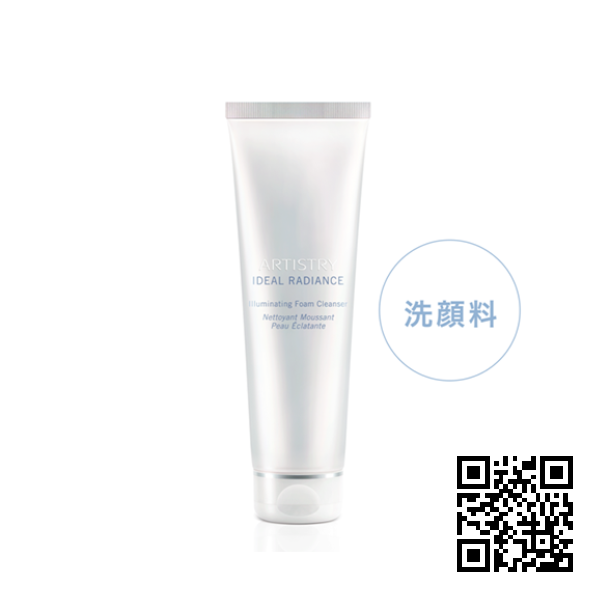 ARTISTRY
IDEAL RADIANCE
Illuminating Foam Cleanser
Nettoyant Moussant
Peau Éclatante
洗顔料